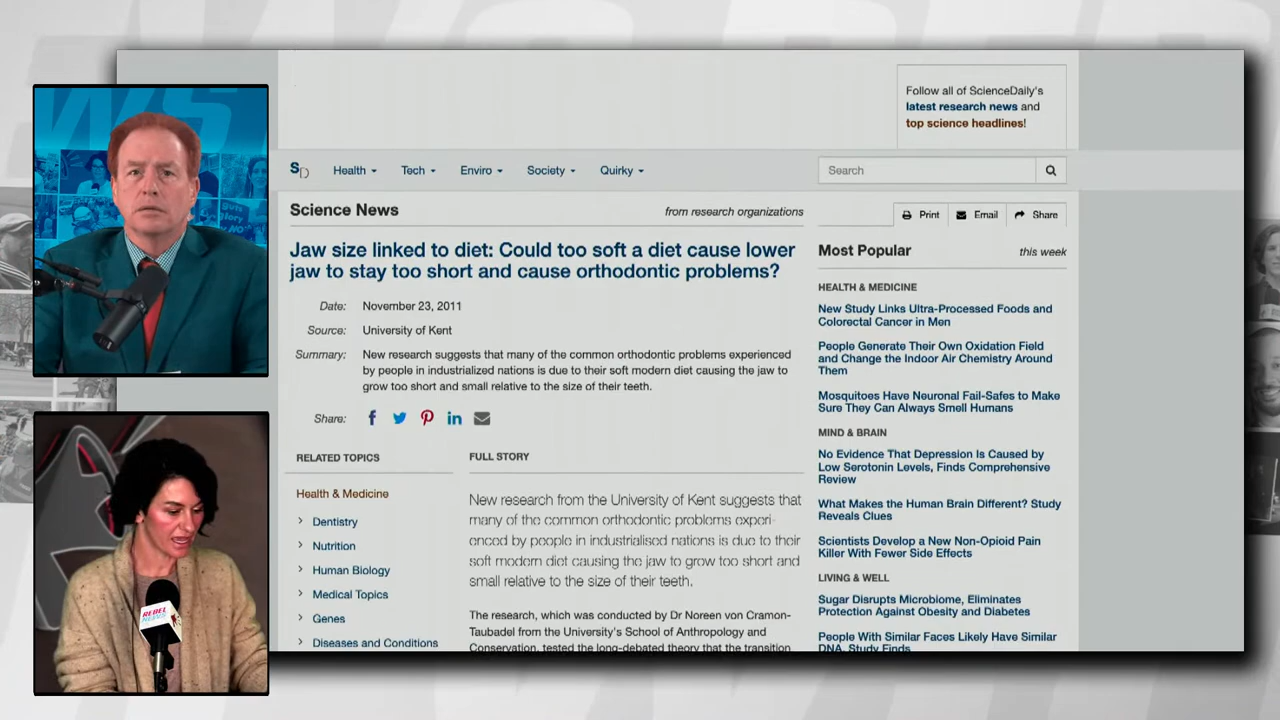 Follow all of ScienceDaily's
latest research news and
top science headlines!
SD
Health
Tech
Enviro
Society
Quirky
Search
Science News
from research organizations
Print
Email
Share
Jaw size linked to diet: Could too soft a diet cause lower
jaw to stay too short and cause orthodontic problems?
Date: November 23, 2011
Source: University of Kent
Summary: New research suggests that many of the common orthodontic problems experienced
by people in industrialized nations is due to their soft modern diet causing the jaw to
grow too short and small relative to the size of their teeth.
Share:
RELATED TOPICS
Health & Medicine
Dentistry
Nutrition
Human Biology
Medical Topics
Genes
Diseases and Conditions
FULL STORY
New research from the University of Kent suggests that
many of the common orthodontic problems experi-
enced by people in industrialised nations is due to their
soft modern diet causing the jaw to grow too short and
small relative to the size of their teeth.
The research, which was conducted by Dr Noreen von Cramon-
Taubadel from the University's School of Anthropology and
Conservation, tested the long-debated theory that the transition
Most Popular
this week
HEALTH & MEDICINE
New Study Links Ultra-Processed Foods and
Colorectal Cancer in Men
People Generate Their Own Oxidation Field
and Change the Indoor Air Chemistry Around
Them
Mosquitoes Have Neuronal Fail-Safes to Make
Sure They Can Always Smell Humans
MIND & BRAIN
No Evidence That Depression Is Caused by
Low Serotonin Levels, Finds Comprehensive
Review
What Makes the Human Brain Different? Study
Reveals Clues
Scientists Develop a New Non-Opioid Pain
Killer With Fewer Side Effects
LIVING & WELL
Sugar Disrupts Microbiome, Eliminates
Protection Against Obesity and Diabetes
People With Similar Faces Likely Have Similar
DNA, Study Finds
WS
REBEL
NEWS